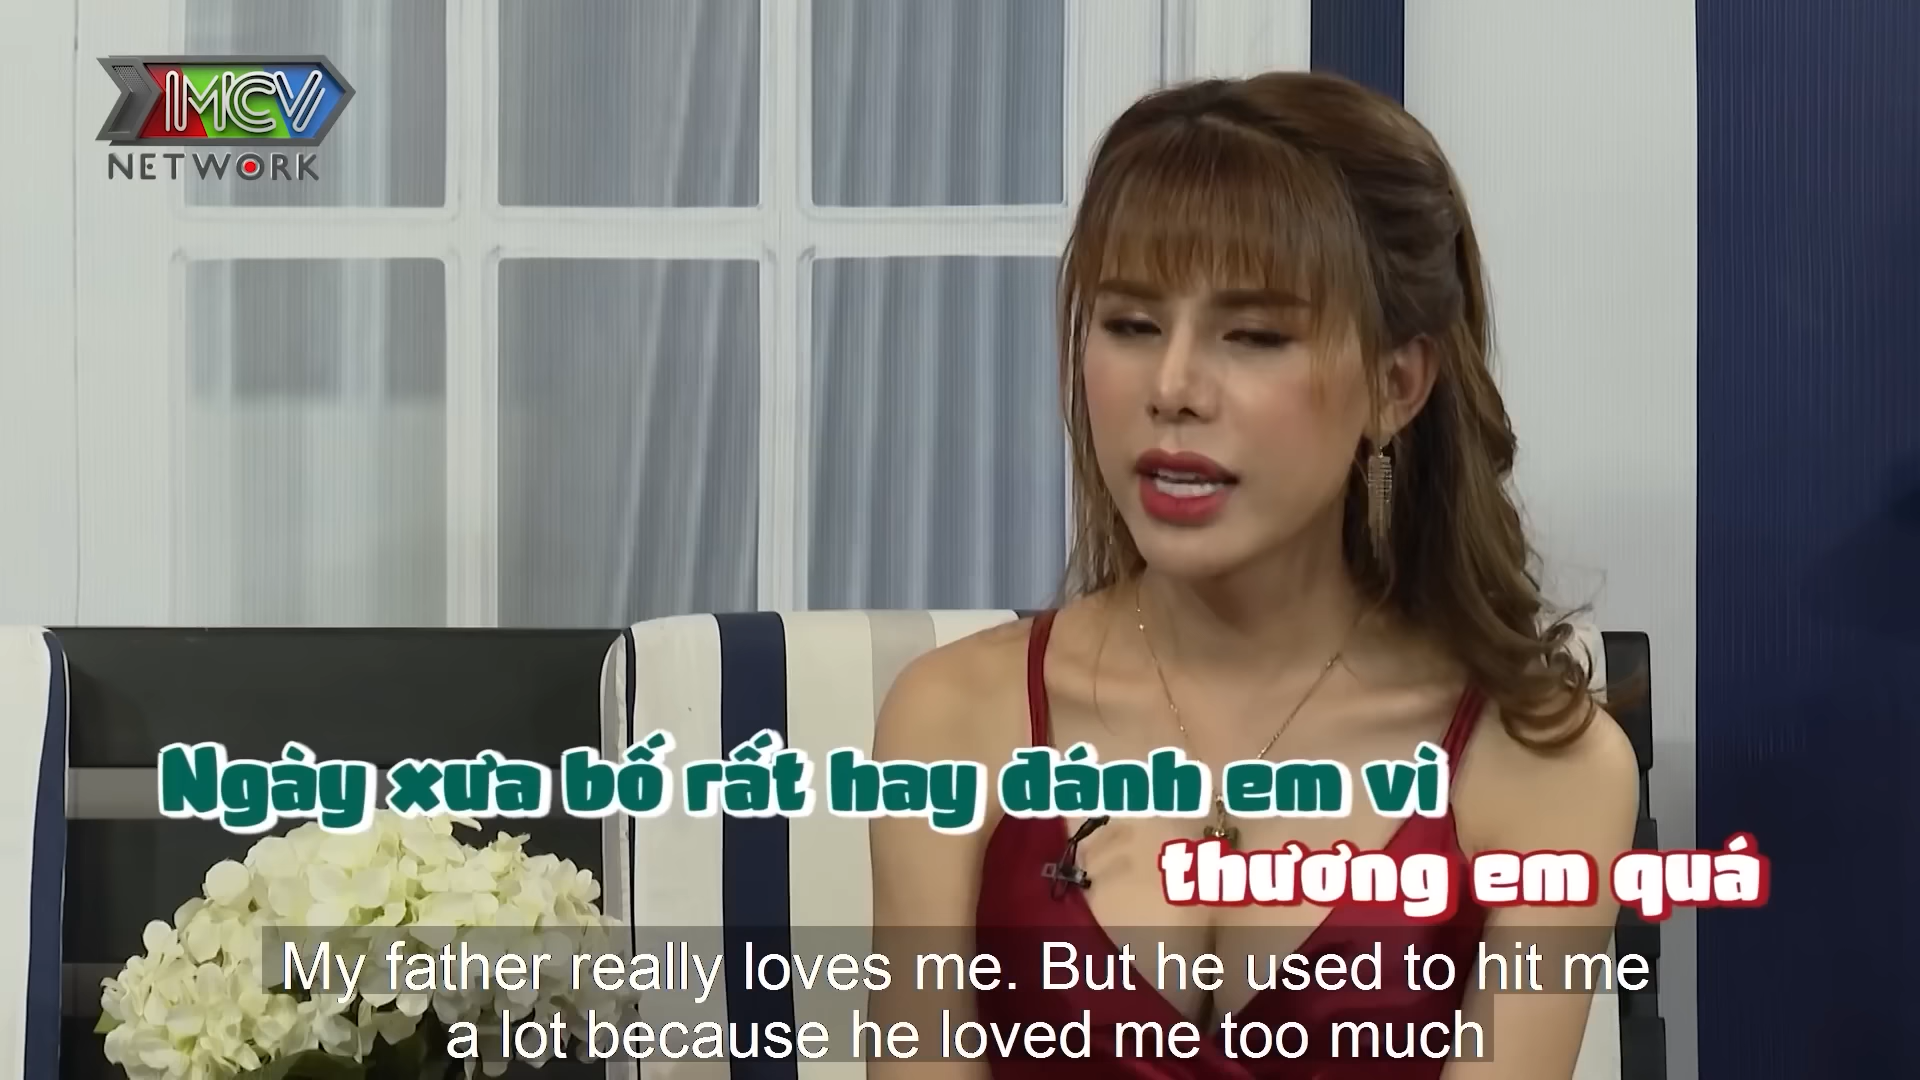 MCV
NETWORK
Ngày xưa bố rất hay đánh em vì
thương em quá
My father really loves me. But he used to hit me
a lot because he loved me too much